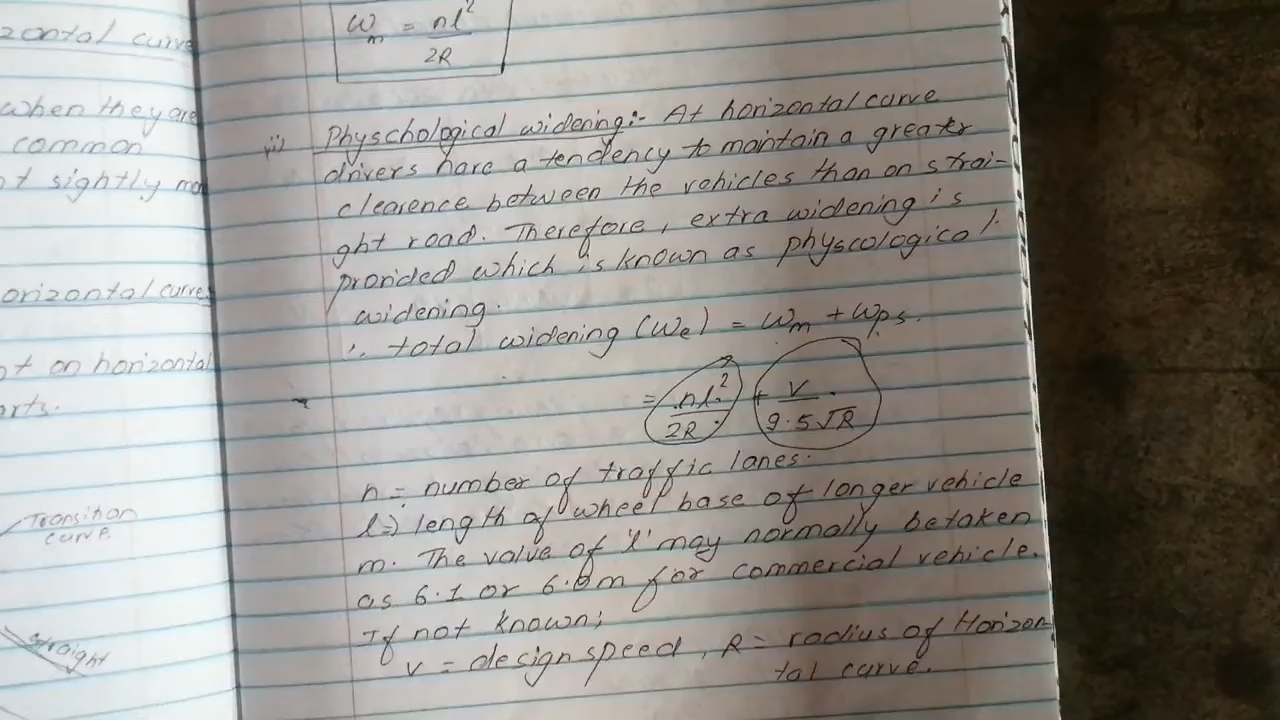 zontal curve
when they are
common
ot sightly mor
orizontal curves
ot on horizontal
orts.
Transition
curve.
Straight
Wm = nl²/2R
ii) Physchological widening:- At horizontal curve
drivers have a tendency to maintain a greater
clearence between the vehicles than on strai-
ght road. Therefore, extra widening is
provided which is known as physcological
widening.
∴ total widening (We) = Wm + Wps.
= nl²/2R + V/9.5√R
n = number of traffic lanes.
l => length of wheel base of longer vehicle
m. The value of 'l' may normally be taken
as 6.1 or 6.0m for commercial vehicle.
If not known;
v = design speed, R = radius of Horizon
tal curve.